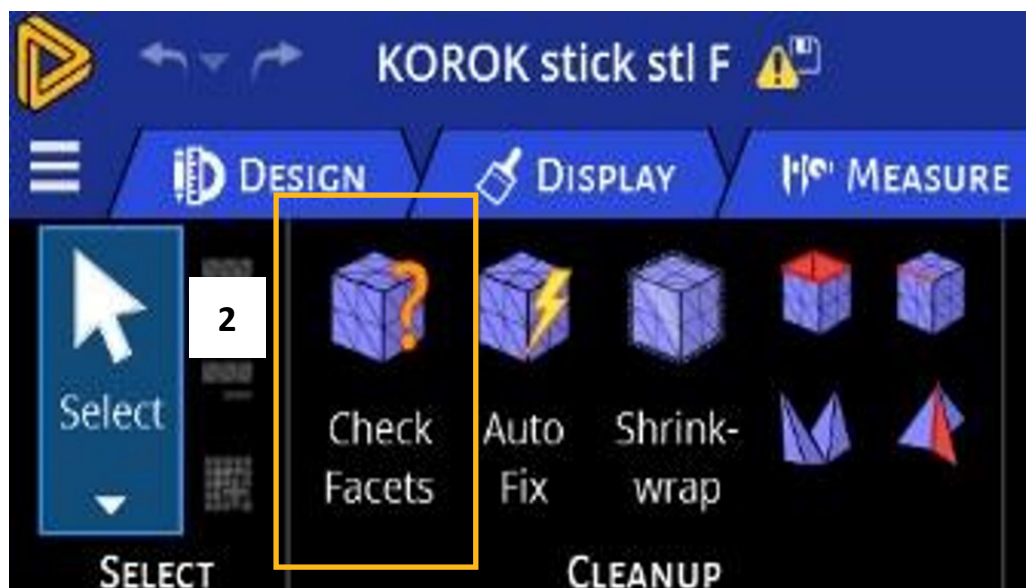 KOROK stick stl F
DESIGN
DISPLAY
MEASURE
2
Select
Check
Facets
Auto
Fix
Shrink-
wrap
SELECT
CLEANUP